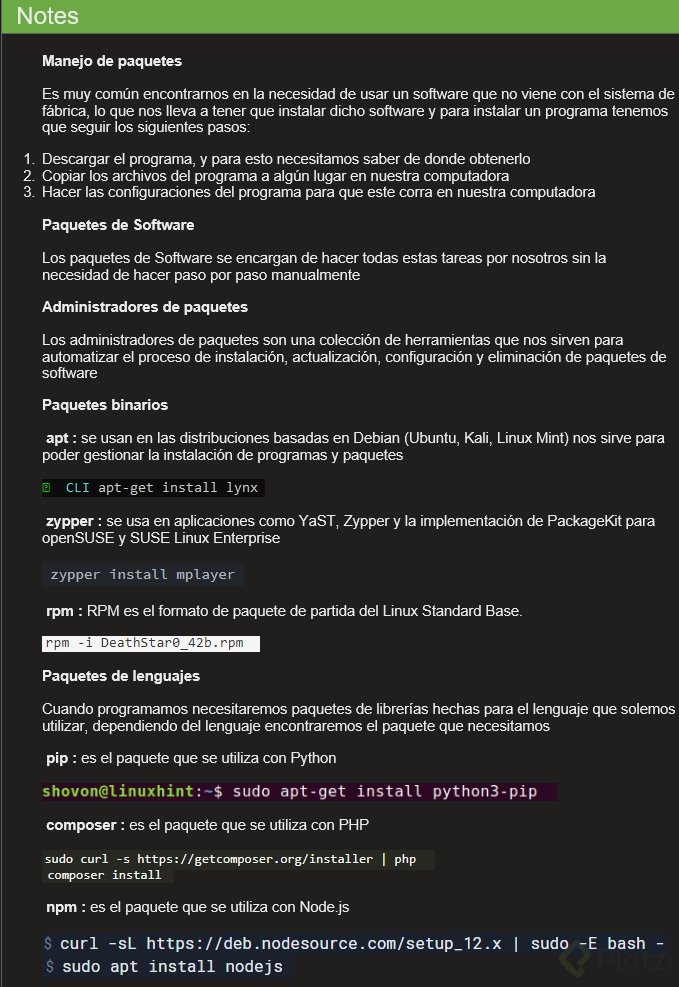 Notes
Manejo de paquetes
Es muy común encontrarnos en la necesidad de usar un software que no viene con el sistema de
fábrica, lo que nos lleva a tener que instalar dicho software y para instalar un programa tenemos
que seguir los siguientes pasos:
1. Descargar el programa, y para esto necesitamos saber de donde obtenerlo
2. Copiar los archivos del programa a algún lugar en nuestra computadora
3. Hacer las configuraciones del programa para que este corra en nuestra computadora
Paquetes de Software
Los paquetes de Software se encargan de hacer todas estas tareas por nosotros sin la
necesidad de hacer paso por paso manualmente
Administradores de paquetes
Los administradores de paquetes son una colección de herramientas que nos sirven para
automatizar el proceso de instalación, actualización, configuración y eliminación de paquetes de
software
Paquetes binarios
apt : se usan en las distribuciones basadas en Debian (Ubuntu, Kali, Linux Mint) nos sirve para
poder gestionar la instalación de programas y paquetes
CLI apt-get install lynx
zypper : se usa en aplicaciones como YaST, Zypper y la implementación de PackageKit para
openSUSE y SUSE Linux Enterprise
zypper install mplayer
rpm : RPM es el formato de paquete de partida del Linux Standard Base.
rpm -i DeathStar0_42b.rpm
Paquetes de lenguajes
Cuando programamos necesitaremos paquetes de librerías hechas para el lenguaje que solemos
utilizar, dependiendo del lenguaje encontraremos el paquete que necesitamos
pip : es el paquete que se utiliza con Python
shovon@linuxhint:~$ sudo apt-get install python3-pip
composer : es el paquete que se utiliza con PHP
sudo curl -s https://getcomposer.org/installer | php
composer install
npm : es el paquete que se utiliza con Node.js
$ curl -sL https://deb.nodesource.com/setup_12.x | sudo -E bash -
$ sudo apt install nodejs
Platzi